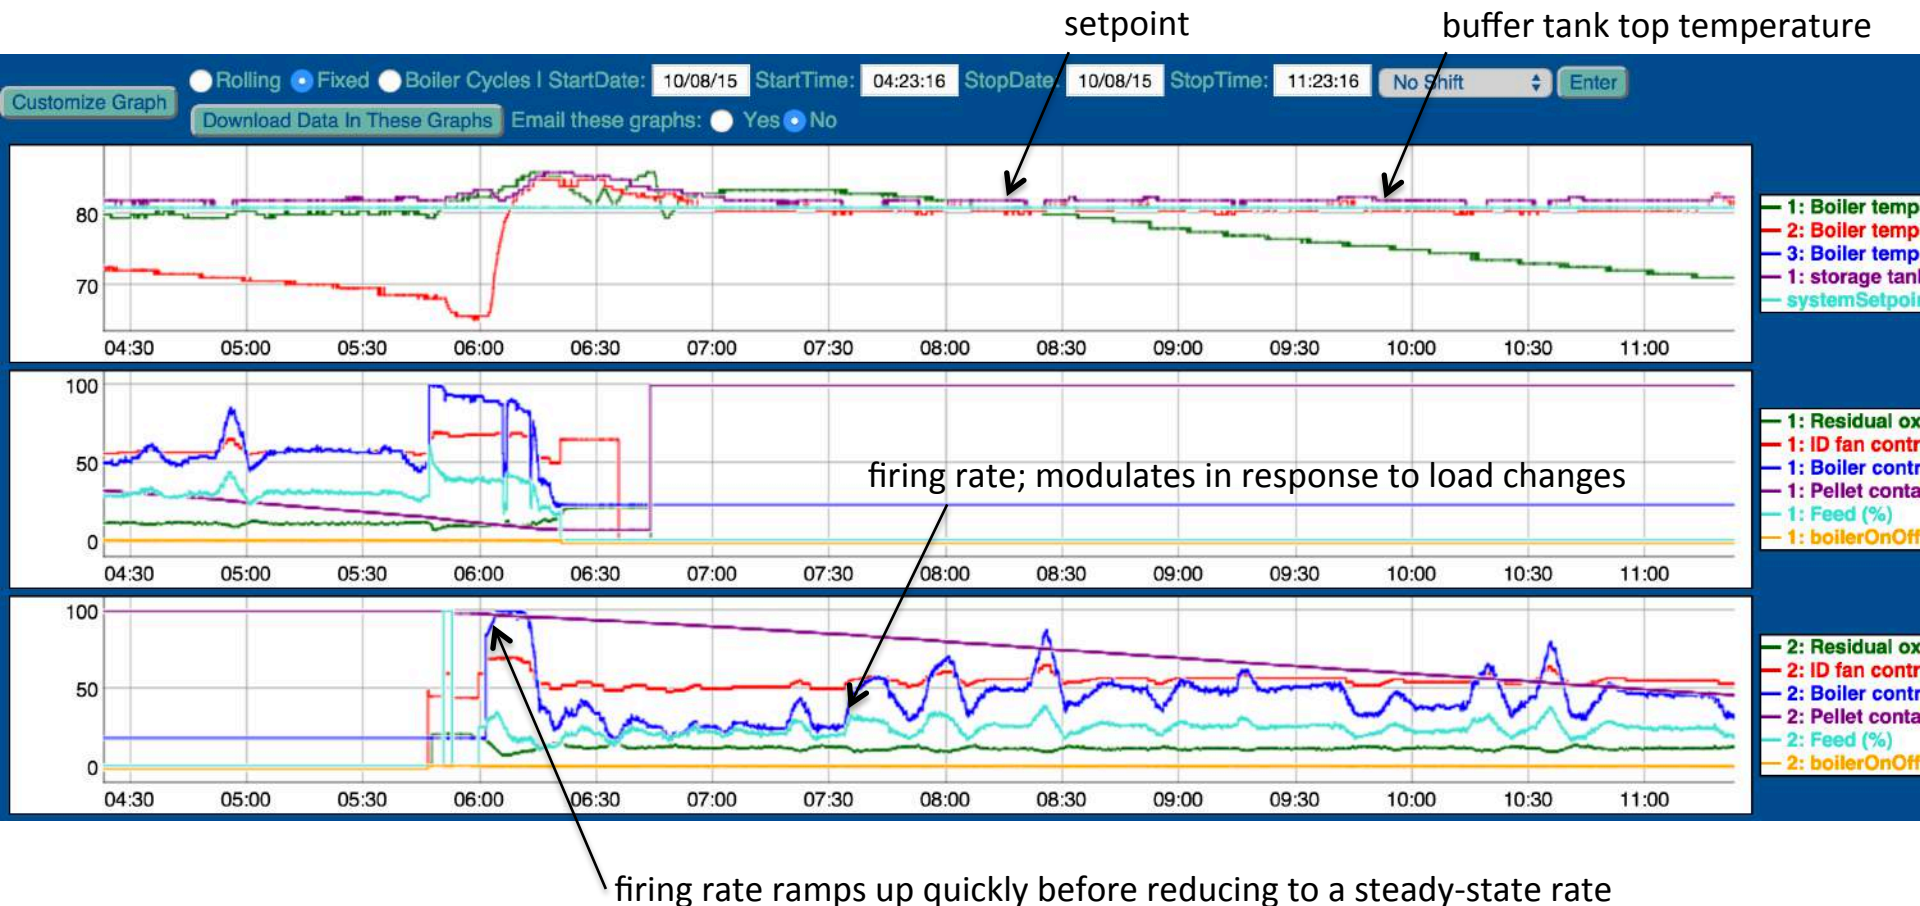 setpoint
buffer tank top temperature
Rolling Fixed Boiler Cycles | StartDate: 10/08/15 StartTime: 04:23:16 StopDate: 10/08/15 StopTime: 11:23:16 No Shift Enter
Customize Graph
Download Data In These Graphs Email these graphs: Yes No
80
70
04:30 05:00 05:30 06:00 06:30 07:00 07:30 08:00 08:30 09:00 09:30 10:00 10:30 11:00
1: Boiler temp
2: Boiler temp
3: Boiler temp
1: storage tan
systemSetpoi
100
50
0
firing rate; modulates in response to load changes
04:30 05:00 05:30 06:00 06:30 07:00 07:30 08:00 08:30 09:00 09:30 10:00 10:30 11:00
1: Residual ox
1: ID fan contr
1: Boiler contr
1: Pellet conta
1: Feed (%)
1: boilerOnOff
100
50
0
04:30 05:00 05:30 06:00 06:30 07:00 07:30 08:00 08:30 09:00 09:30 10:00 10:30 11:00
2: Residual ox
2: ID fan contr
2: Boiler contr
2: Pellet conta
2: Feed (%)
2: boilerOnOff
firing rate ramps up quickly before reducing to a steady-state rate